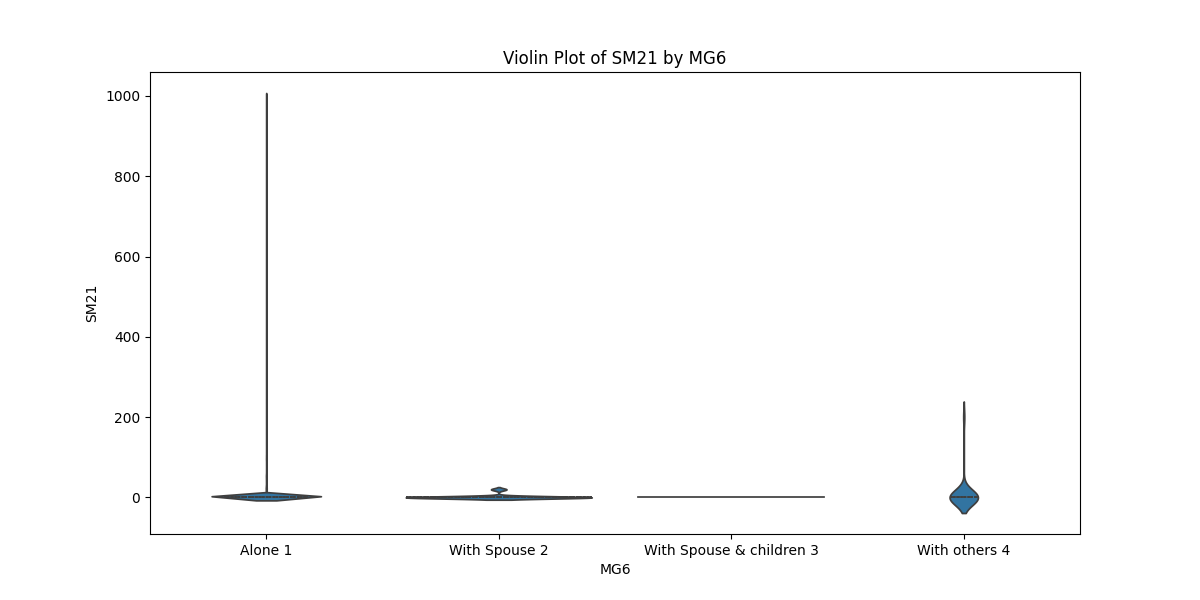 Violin Plot of SM21 by MG6
1000
800
600
400
200
0
SM21
Alone 1
With Spouse 2
With Spouse & children 3
With others 4
MG6